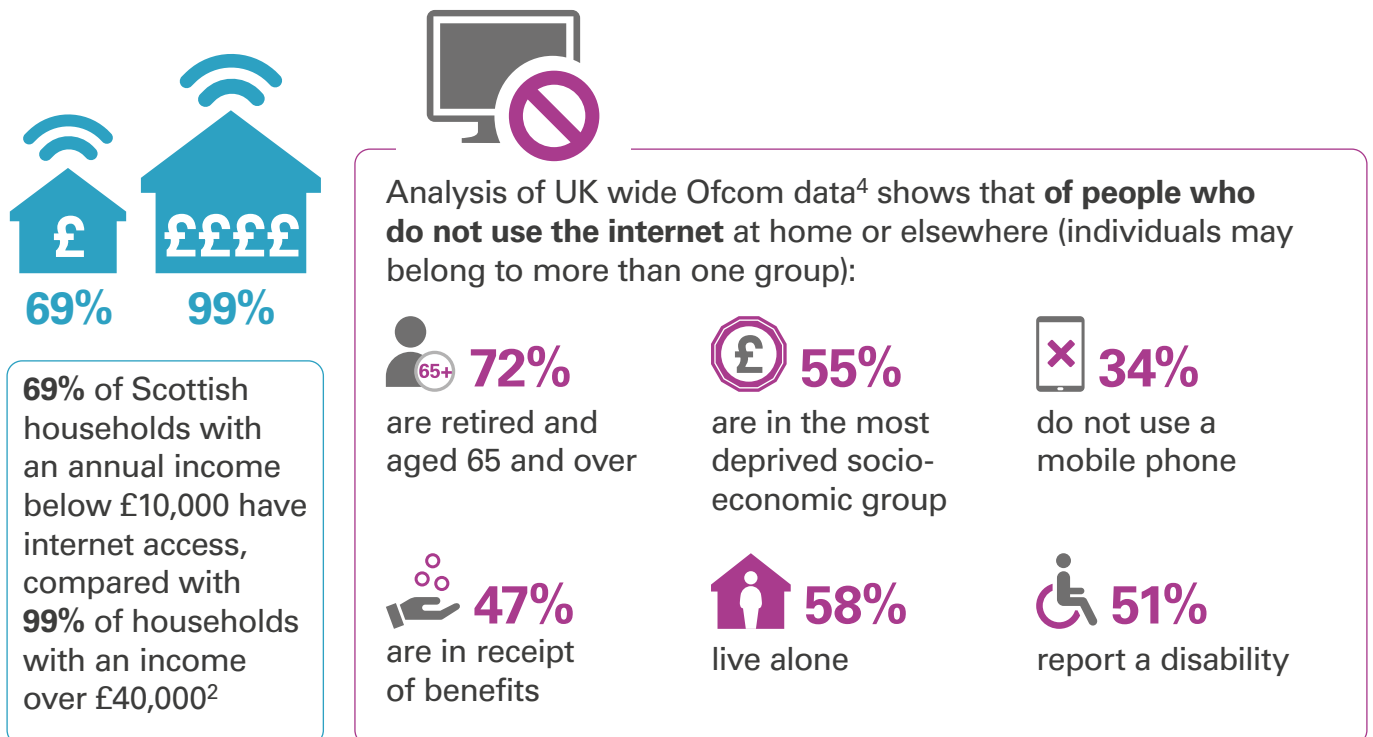 £
££££
69%
99%
69% of Scottish
households with
an annual income
below £10,000 have
internet access,
compared with
99% of households
with an income
over £40,000²
Analysis of UK wide Ofcom data⁴ shows that of people who
do not use the internet at home or elsewhere (individuals may
belong to more than one group):
65+
72%
are retired and
aged 65 and over
£
55%
are in the most
deprived socio-
economic group
34%
do not use a
mobile phone
47%
are in receipt
of benefits
58%
live alone
51%
report a disability